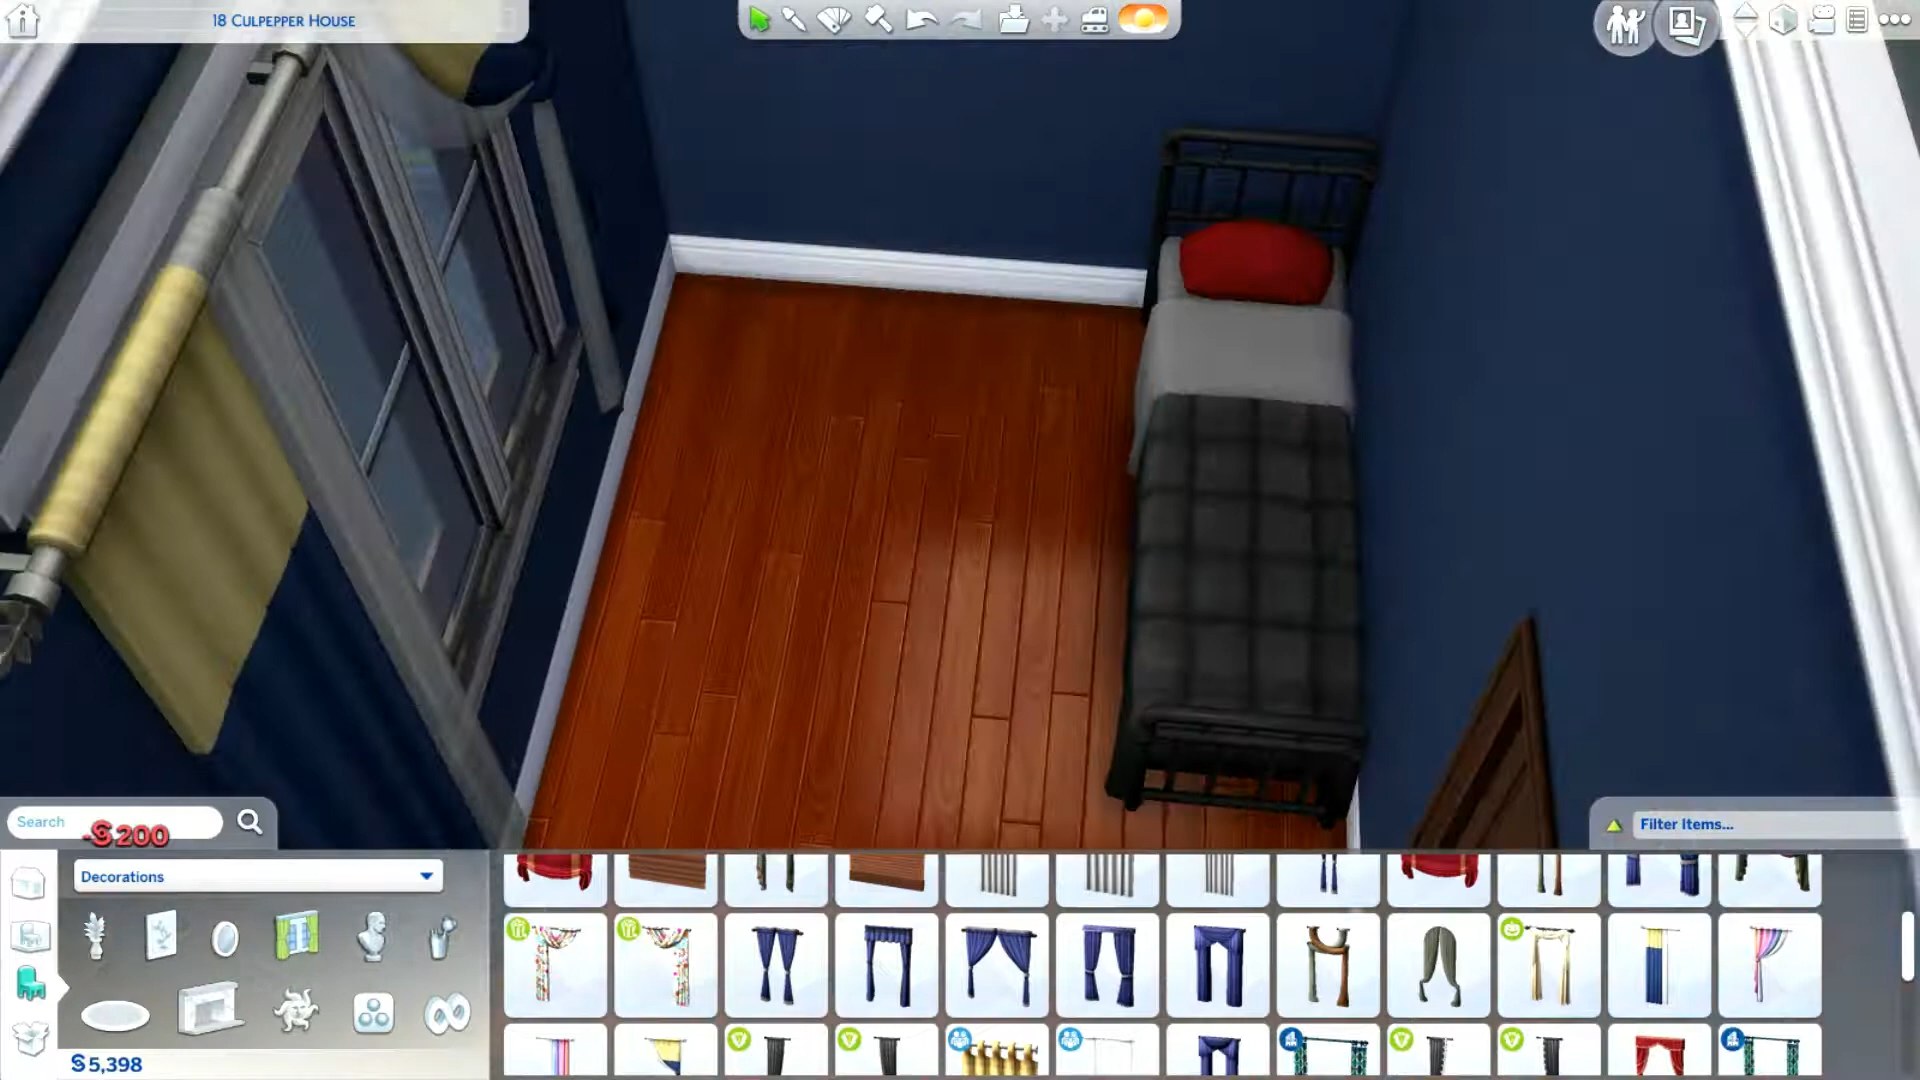 18 CULPEPPER HOUSE
Search
-§200
Filter Items...
Decorations
§5,398